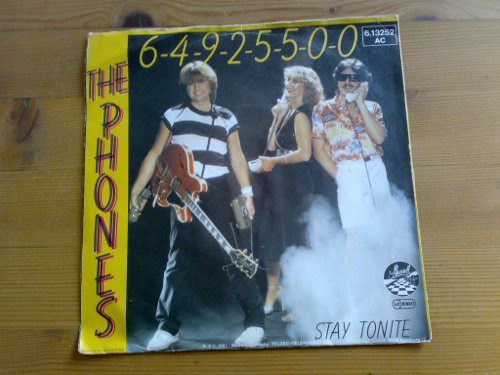 6-4-9-2-5-5-0-0
6.13252
AC
THE PHONES
STAY TONITE